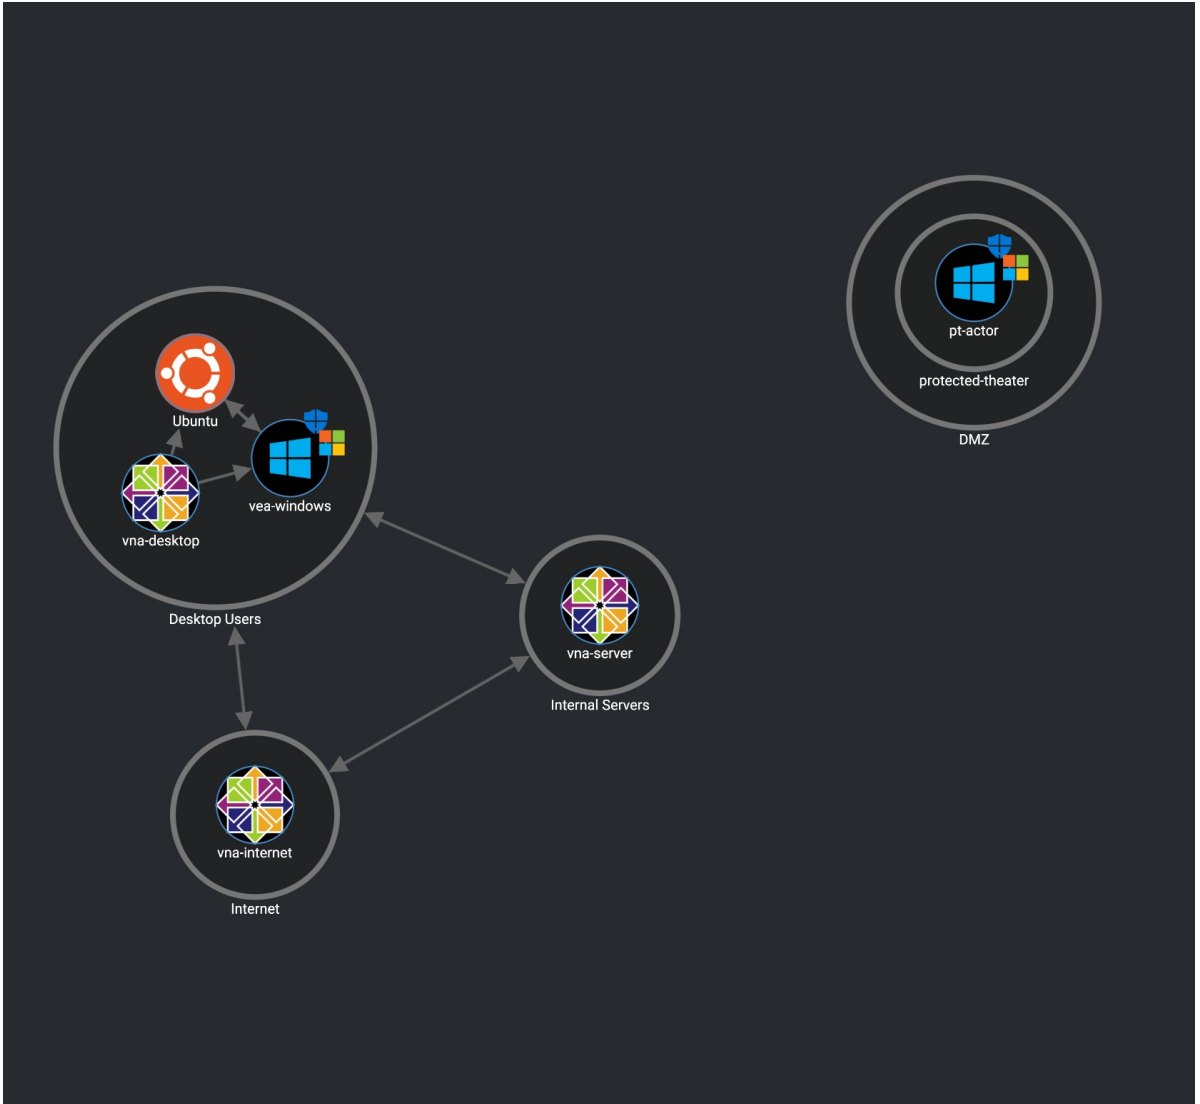 pt-actor
protected-theater
DMZ
Ubuntu
vea-windows
vna-desktop
Desktop Users
vna-server
Internal Servers
vna-internet
Internet